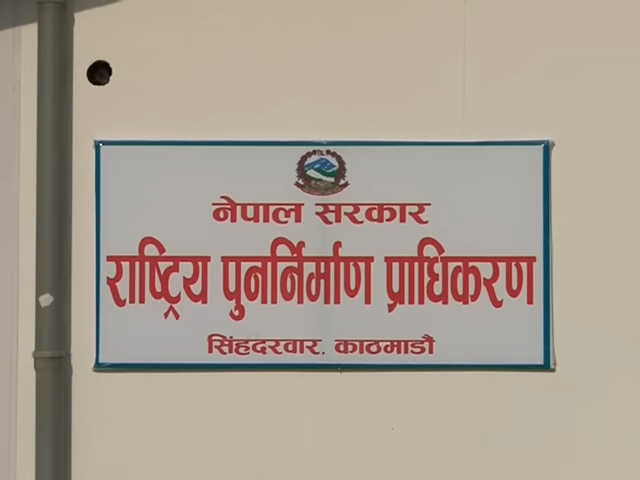 नेपाल सरकार
राष्ट्रिय पुनर्निर्माण प्राधिकरण
सिंहदरवार, काठमाडौं